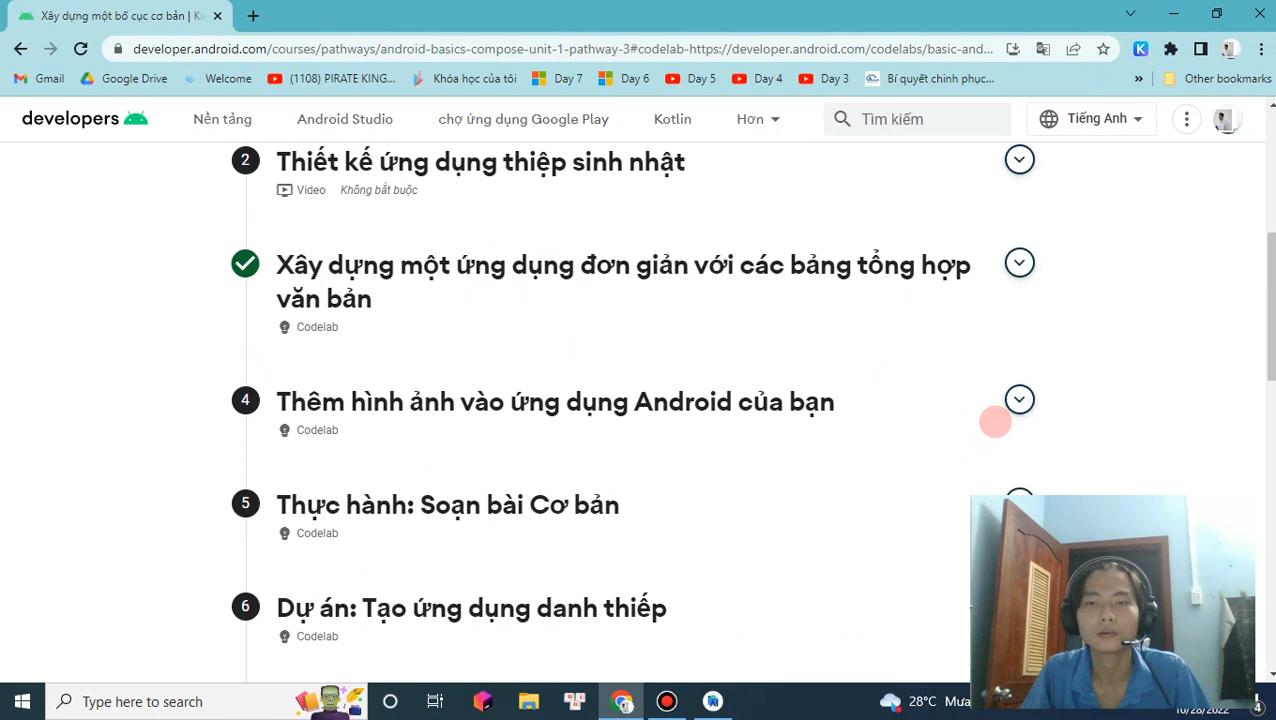 Xây dựng một bố cục cơ bản | Ki
developer.android.com/courses/pathways/android-basics-compose-unit-1-pathway-3#codelab-https://developer.android.com/codelabs/basic-and...
Gmail Google Drive Welcome (1108) PIRATE KING... Khóa học của tôi Day 7 Day 6 Day 5 Day 4 Day 3 Bí quyết chinh phục... » Other bookmarks
developers Nền tảng Android Studio chợ ứng dụng Google Play Kotlin Hơn Tìm kiếm Tiếng Anh
2 Thiết kế ứng dụng thiệp sinh nhật
Video Không bắt buộc
Xây dựng một ứng dụng đơn giản với các bảng tổng hợp
văn bản
Codelab
4 Thêm hình ảnh vào ứng dụng Android của bạn
Codelab
5 Thực hành: Soạn bài Cơ bản
Codelab
6 Dự án: Tạo ứng dụng danh thiếp
Codelab
Type here to search 28°C Mưa
10/28/2022 4